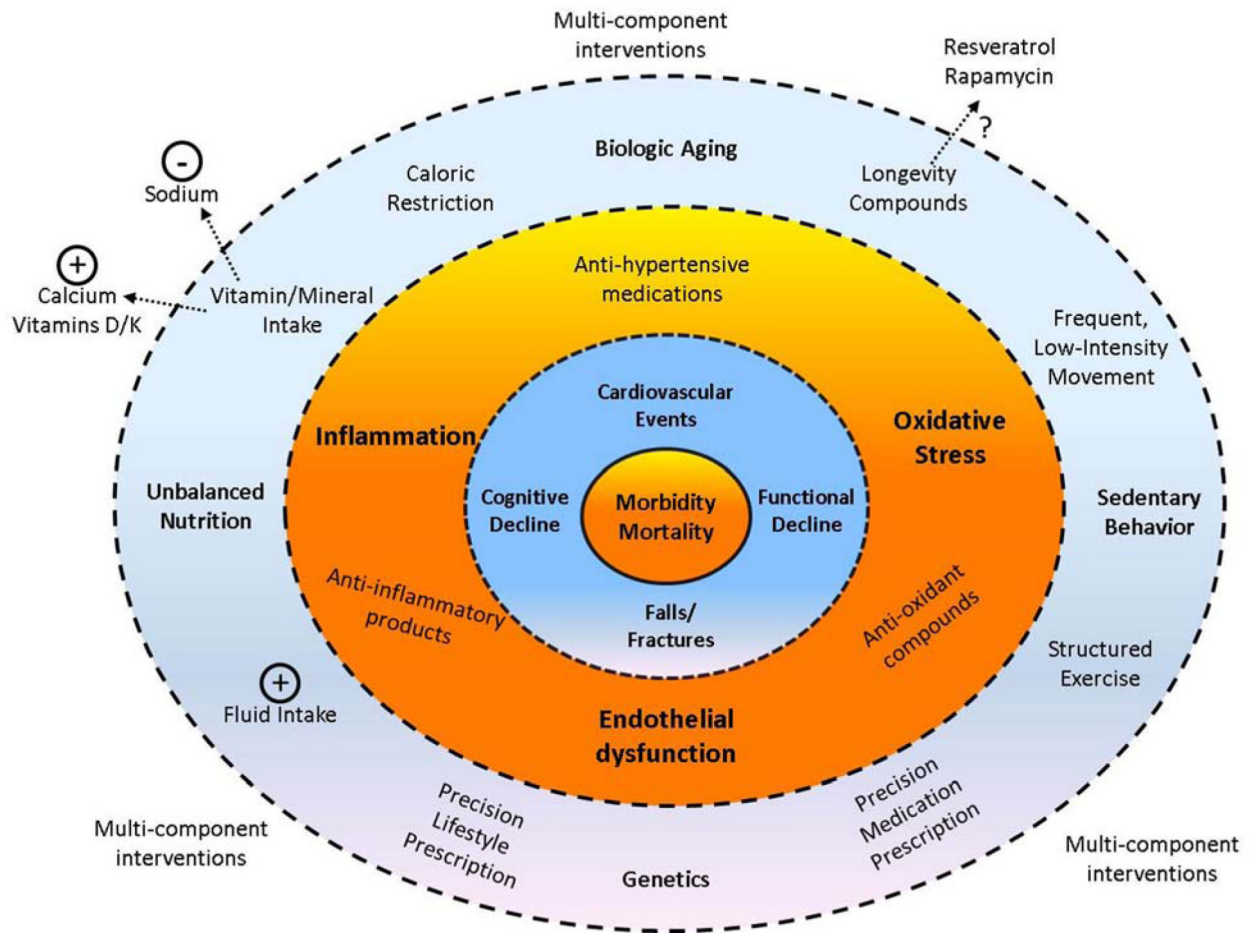 Multi-component
interventions
Resveratrol
Rapamycin
?
Biologic Aging
-
Sodium
Caloric
Restriction
Longevity
Compounds
+
Calcium
Vitamins D/K
Vitamin/Mineral
Intake
Anti-hypertensive
medications
Frequent,
Low-Intensity
Movement
Cardiovascular
Events
Inflammation
Oxidative
Stress
Unbalanced
Nutrition
Cognitive
Decline
Morbidity
Mortality
Functional
Decline
Sedentary
Behavior
Anti-inflammatory
products
Falls/
Fractures
Anti-oxidant
compounds
Structured
Exercise
+
Fluid Intake
Endothelial
dysfunction
Precision
Lifestyle
Prescription
Precision
Medication
Prescription
Multi-component
interventions
Genetics
Multi-component
interventions